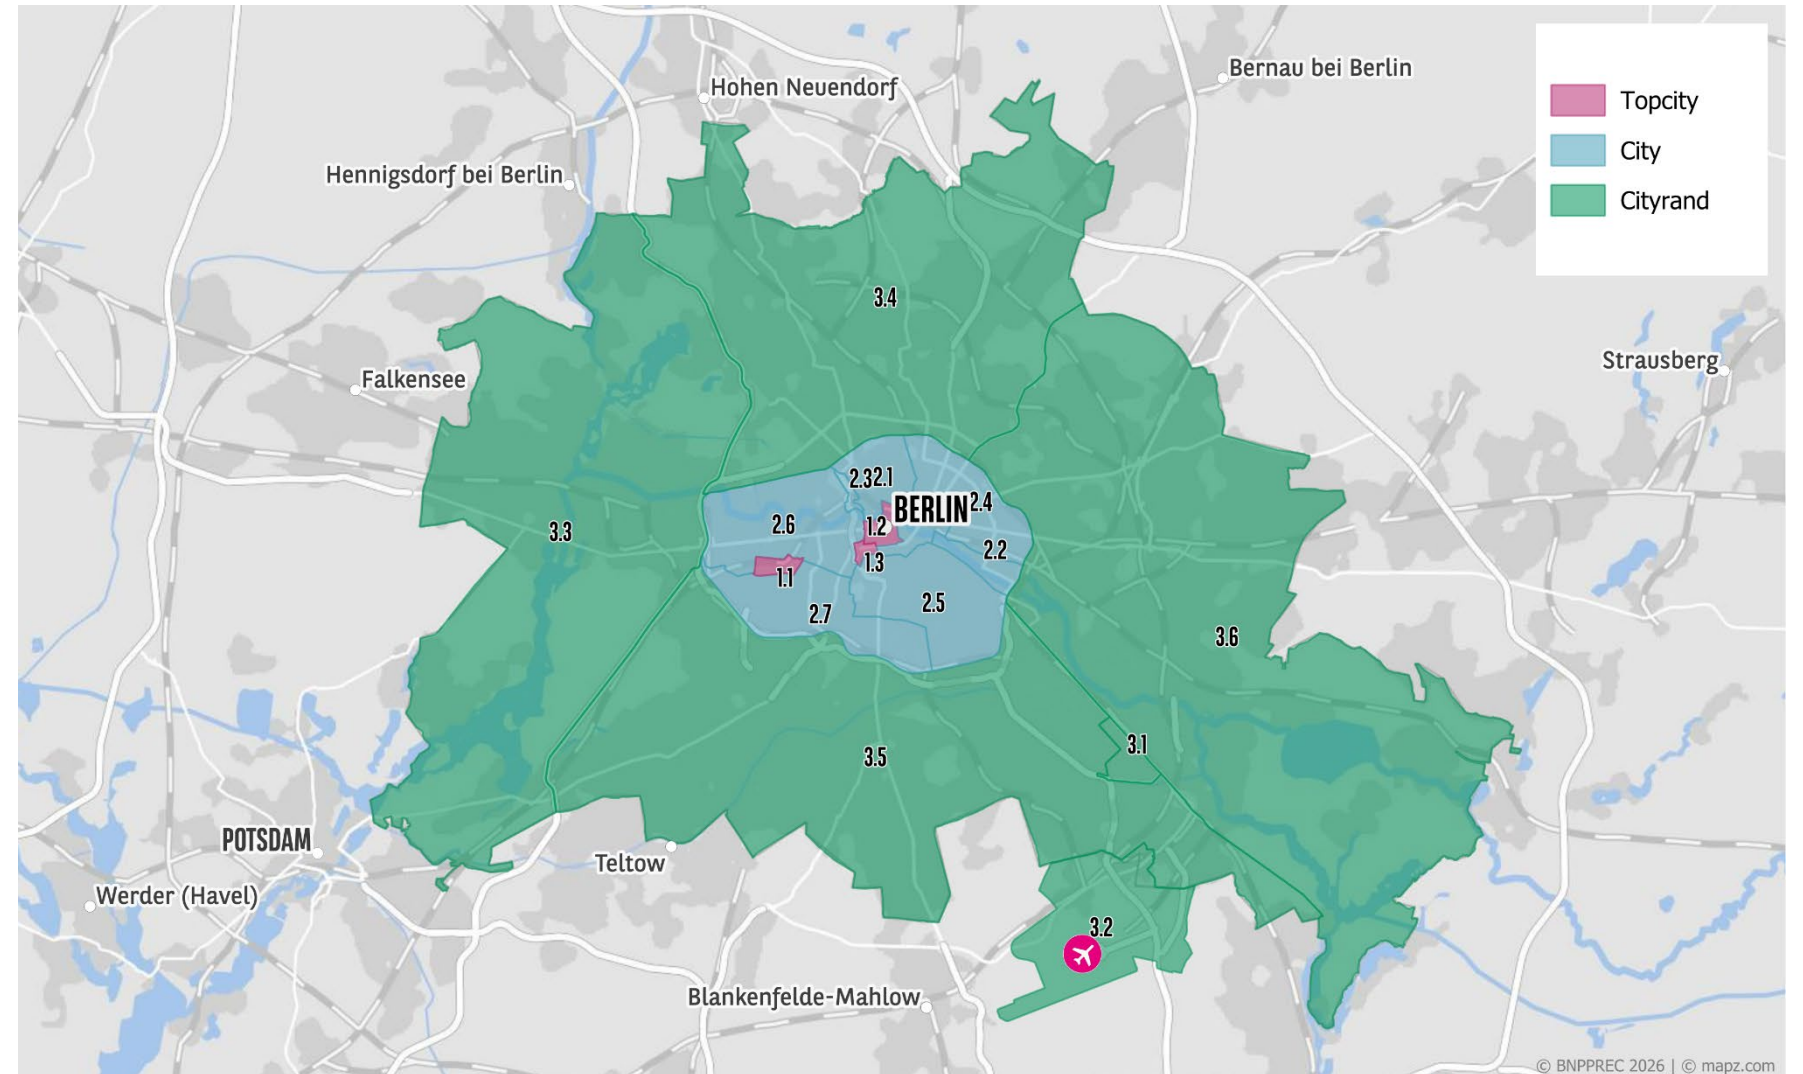 Hohen Neuendorf
Bernau bei Berlin
Topcity
City
Cityrand
Hennigsdorf bei Berlin
3.4
Strausberg
Falkensee
2.3
2.1
2.4
BERLIN
2.6
1.2
3.3
2.2
1.3
1.1
2.5
2.7
3.6
3.1
3.5
POTSDAM
Teltow
Werder (Havel)
3.2
Blankenfelde-Mahlow
© BNPPREC 2026 | © mapz.com